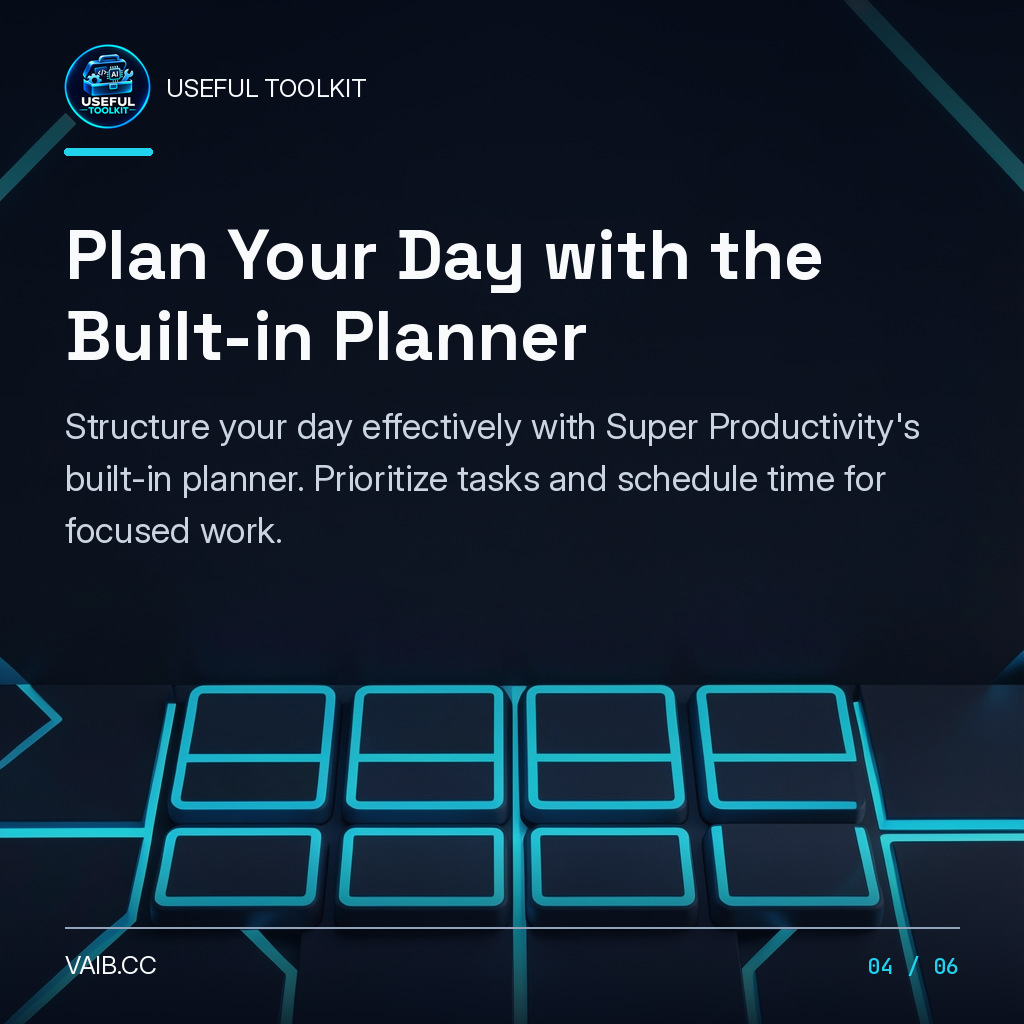 AI
USEFUL
TOOLKIT
USEFUL TOOLKIT
Plan Your Day with the
Built-in Planner
Structure your day effectively with Super Productivity's
built-in planner. Prioritize tasks and schedule time for
focused work.
VAIB.CC
04 / 06